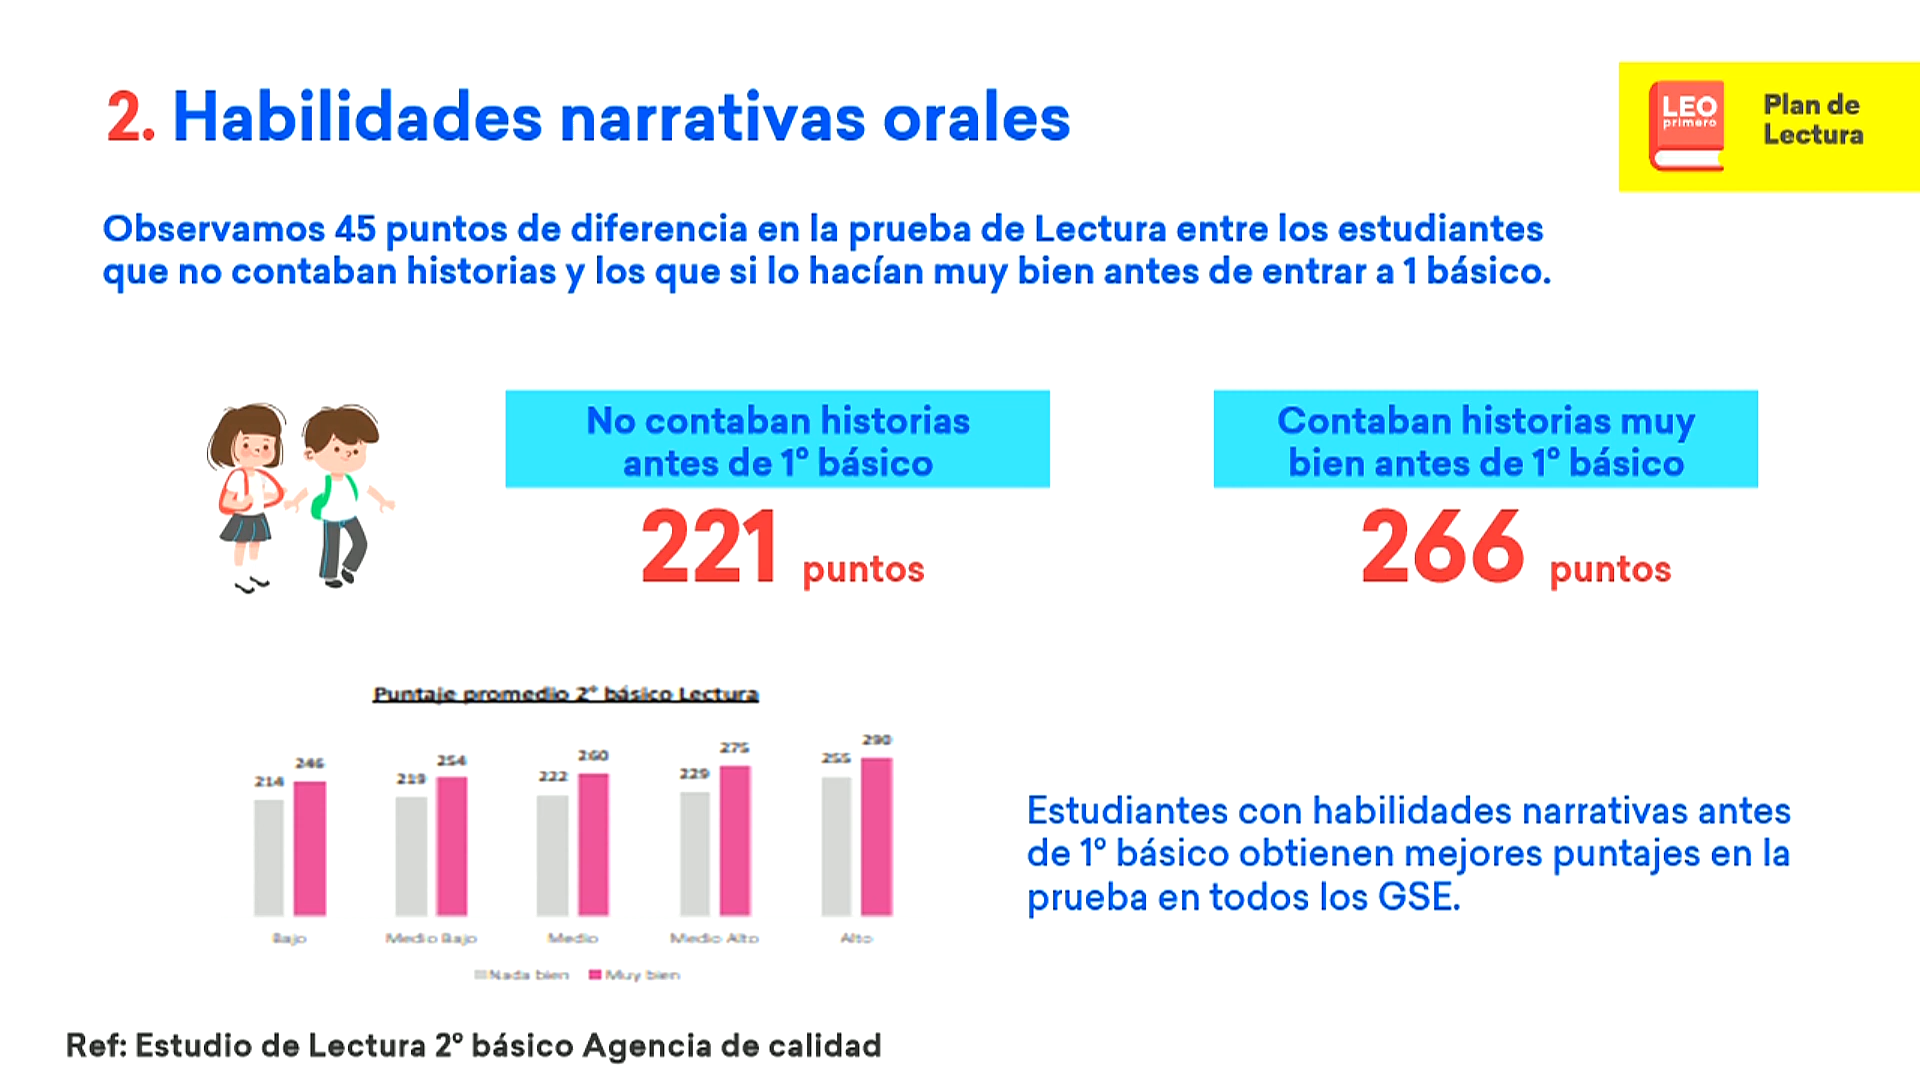 2. Habilidades narrativas orales
LEO
primero
Plan de
Lectura
Observamos 45 puntos de diferencia en la prueba de Lectura entre los estudiantes
que no contaban historias y los que si lo hacían muy bien antes de entrar a 1 básico.
No contaban historias
antes de 1° básico
221 puntos
Contaban historias muy
bien antes de 1° básico
266 puntos
Puntaje promedio 2° básico Lectura
214 246 219 254 222 260 229 275 255 290
Bajo Medio Bajo Medio Medio Alto Alto
Nada bien Muy bien
Estudiantes con habilidades narrativas antes
de 1° básico obtienen mejores puntajes en la
prueba en todos los GSE.
Ref: Estudio de Lectura 2° básico Agencia de calidad